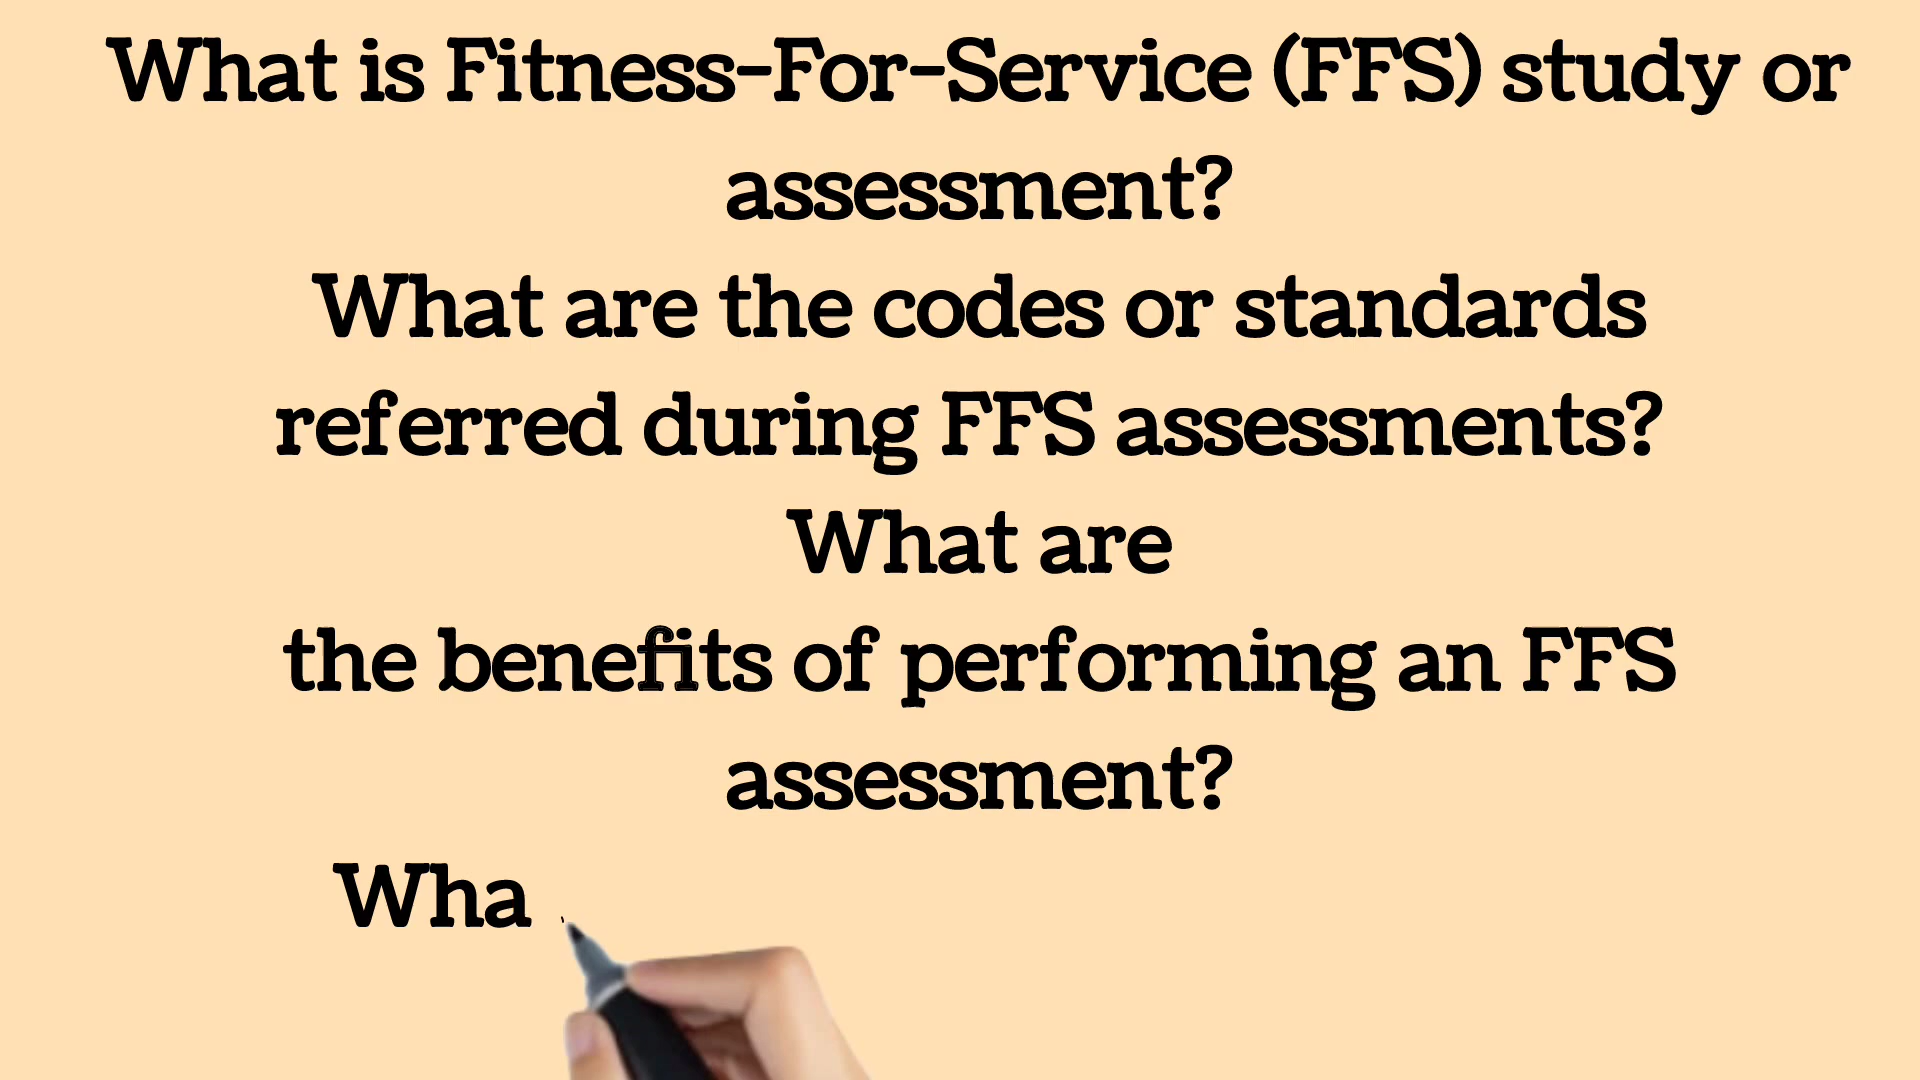 What is Fitness-For-Service (FFS) study or
assessment?
What are the codes or standards
referred during FFS assessments?
What are
the benefits of performing an FFS
assessment?
Wha